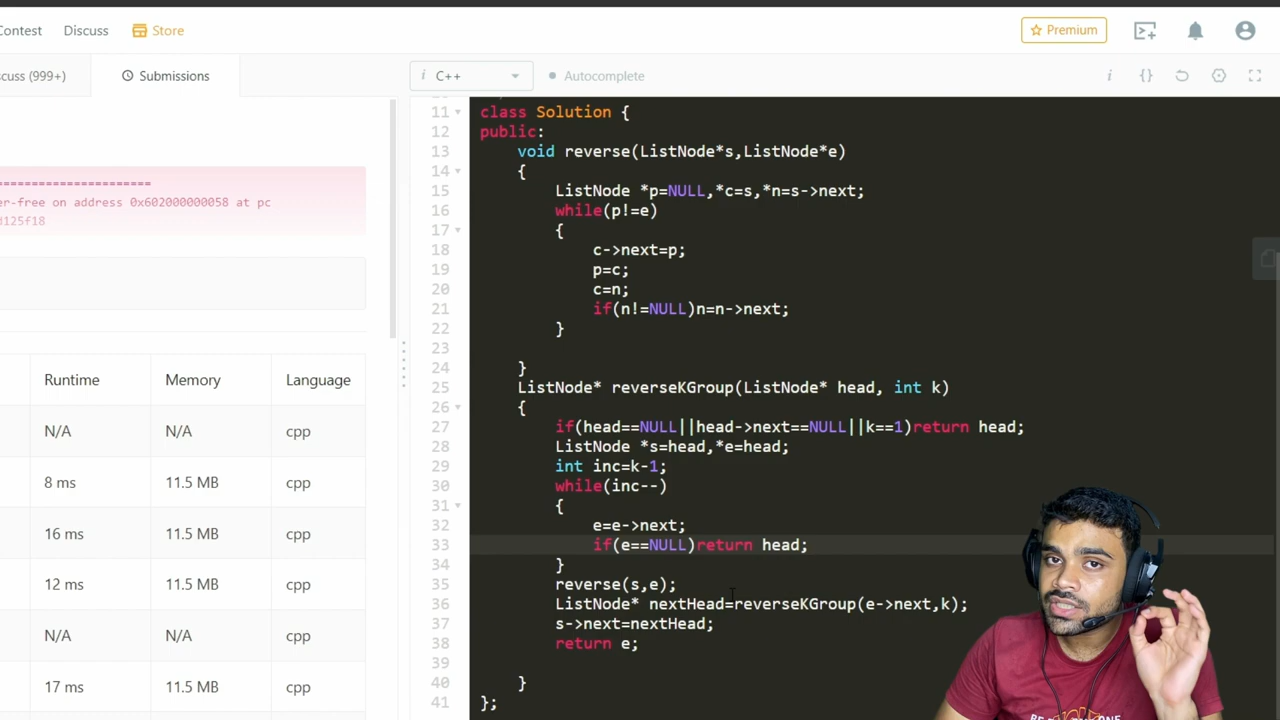 Contest Discuss Store Premium
cuss (999+) Submissions i C++ Autocomplete i {}
======================
er-free on address 0x602000000058 at pc
d125f18
Runtime Memory Language
N/A N/A cpp
8 ms 11.5 MB cpp
16 ms 11.5 MB cpp
12 ms 11.5 MB cpp
N/A N/A cpp
17 ms 11.5 MB cpp
11 class Solution {
12 public:
13 void reverse(ListNode*s,ListNode*e)
14 {
15 ListNode *p=NULL,*c=s,*n=s->next;
16 while(p!=e)
17 {
18 c->next=p;
19 p=c;
20 c=n;
21 if(n!=NULL)n=n->next;
22 }
23
24 }
25 ListNode* reverseKGroup(ListNode* head, int k)
26 {
27 if(head==NULL||head->next==NULL||k==1)return head;
28 ListNode *s=head,*e=head;
29 int inc=k-1;
30 while(inc--)
31 {
32 e=e->next;
33 if(e==NULL)return head;
34 }
35 reverse(s,e);
36 ListNode* nextHead=reverseKGroup(e->next,k);
37 s->next=nextHead;
38 return e;
39
40 }
41 };